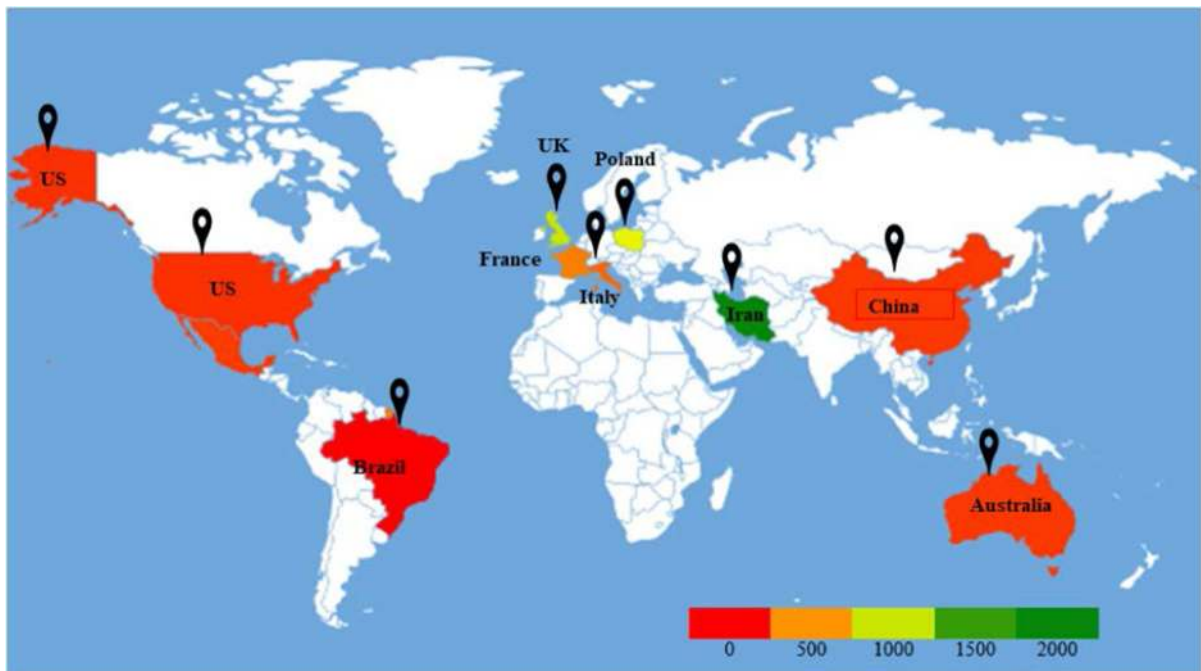 UK
Poland
US
France
US
Italy
Iran
China
Brazil
Australia
0 500 1000 1500 2000